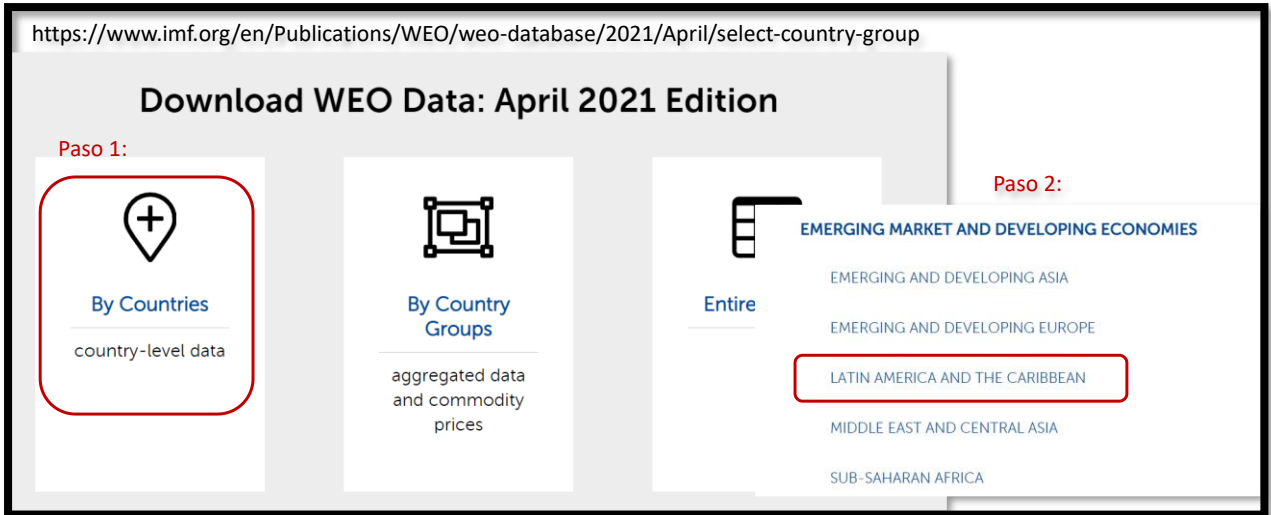 https://www.imf.org/en/Publications/WEO/weo-database/2021/April/select-country-group
Download WEO Data: April 2021 Edition
Paso 1:
By Countries
country-level data
By Country
Groups
aggregated data
and commodity
prices
Entire
Paso 2:
EMERGING MARKET AND DEVELOPING ECONOMIES
EMERGING AND DEVELOPING ASIA
EMERGING AND DEVELOPING EUROPE
LATIN AMERICA AND THE CARIBBEAN
MIDDLE EAST AND CENTRAL ASIA
SUB-SAHARAN AFRICA